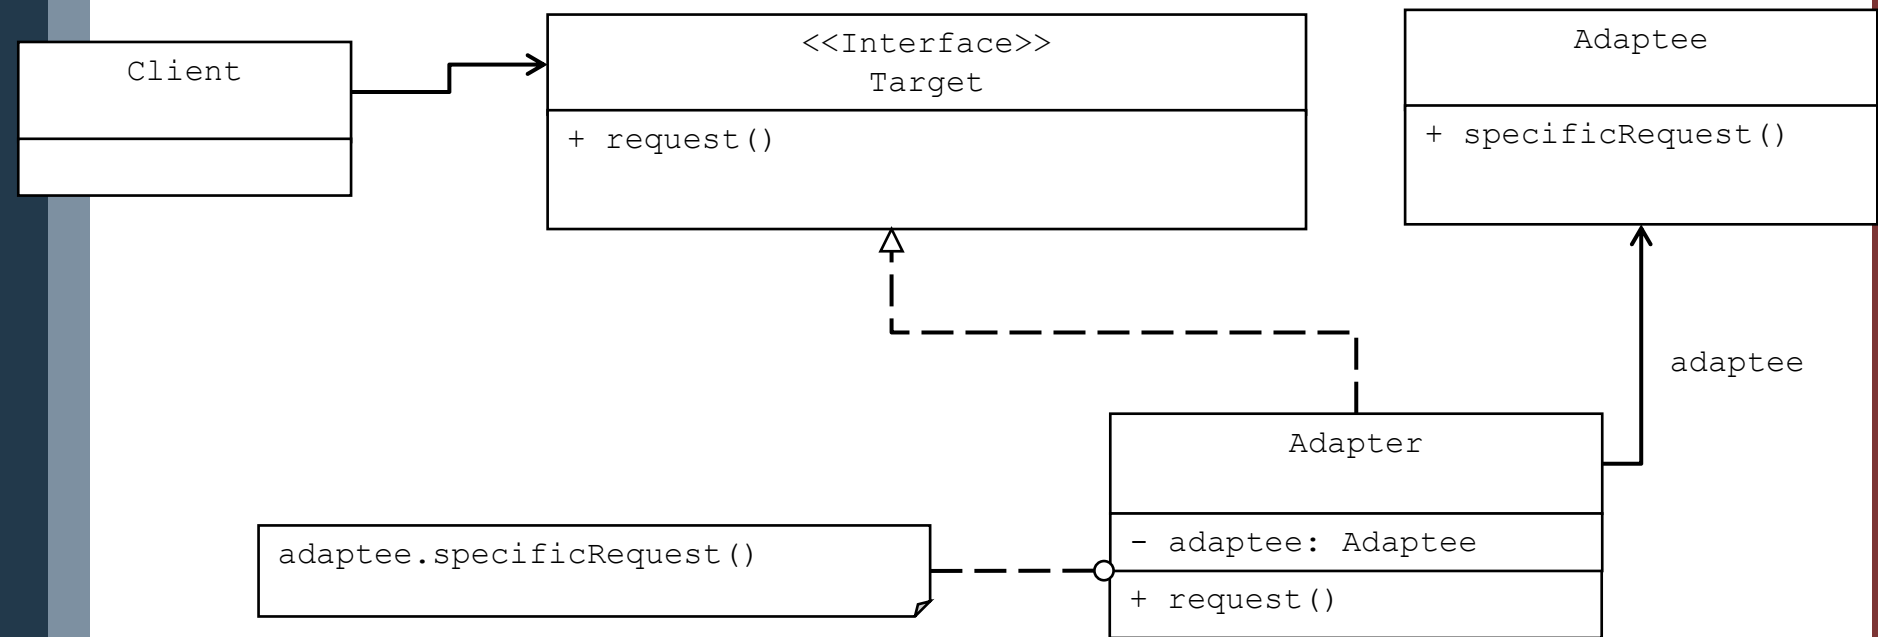 Client
<<Interface>>
Target
+ request()
Adaptee
+ specificRequest()
adaptee
Adapter
- adaptee: Adaptee
+ request()
adaptee.specificRequest()